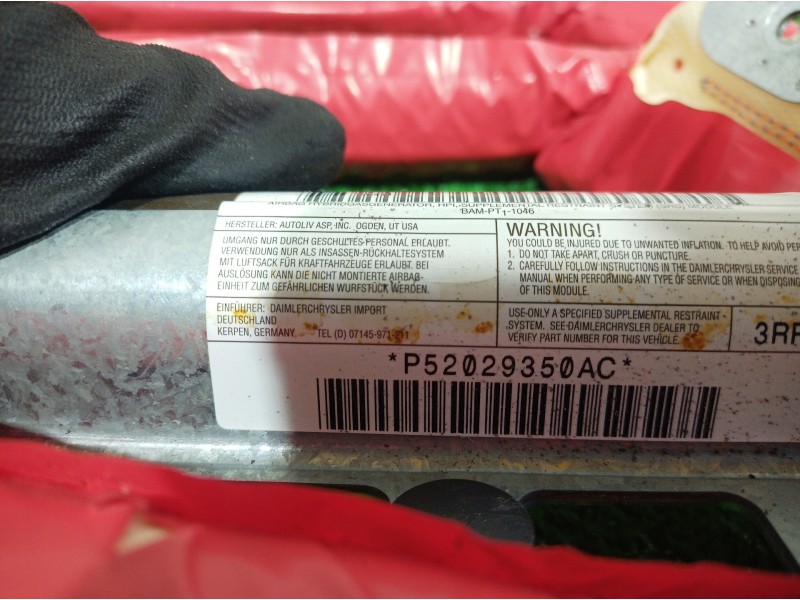 BAM-PT1-1046
HERSTELLER: AUTOLIV ASP, INC. OGDEN, UT USA
UMGANG NUR DURCH GESCHULTES PERSONAL ERLAUBT.
VERWENDUNG NUR ALS INSASSEN-RÜCKHALTESYSTEM
MIT LUFTSACK FÜR KRAFTFAHRZEUGE ERLAUBT. BEI
AUSLÖSUNG KANN DIE NICHT MONTIERTE AIRBAG-
EINHEIT ZUM GEFÄHRLICHEN WURFSTÜCK WERDEN.
EINFÜHRER: DAIMLERCHRYSLER IMPORT
DEUTSCHLAND
KERPEN, GERMANY TEL (D) 07145-971-211
WARNING!
YOU COULD BE INJURED DUE TO UNWANTED INFLATION. TO HELP AVOID
1. DO NOT TAKE APART, CRUSH OR PUNCTURE.
2. CAREFULLY FOLLOW INSTRUCTIONS IN THE DAIMLERCHRYSLER SERVICE
MANUAL WHEN PERFORMING ANY TYPE OF SERVICE OR WHEN DISPOSING
OF THIS MODULE.
USE ONLY A SPECIFIED SUPPLEMENTAL RESTRAINT
SYSTEM. SEE DAIMLERCHRYSLER DEALER TO
VERIFY PART NUMBER FOR THIS VEHICLE.
3RF
*P52029350AC*